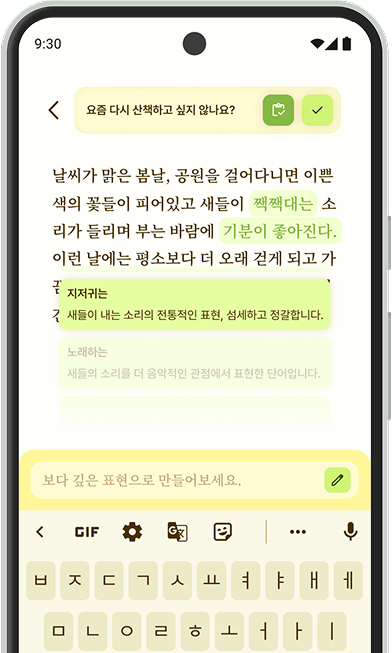 9:30
요즘 다시 산책하고 싶지 않나요?
날씨가 맑은 봄날, 공원을 걸어다니면 이쁜
색의 꽃들이 피어있고 새들이 짹짹대는 소
리가 들리며 부는 바람에 기분이 좋아진다.
이런 날에는 평소보다 더 오래 걷게 되고 가
지저귀는
새들이 내는 소리의 전통적인 표현, 섬세하고 정갈합니다.
노래하는
새들의 소리를 더 음악적인 관점에서 표현한 단어입니다.
보다 깊은 표현으로 만들어보세요.
GIF
ㅂ ㅈ ㄷ ㄱ ㅅ ㅛ ㅕ ㅑ ㅐ ㅔ
ㅁ ㄴ ㅇ ㄹ ㅎ ㅗ ㅓ ㅏ ㅣ